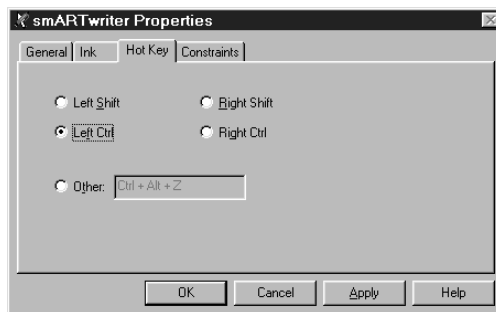 smARTwriter Properties
General Ink Hot Key Constraints
Left Shift Right Shift
Left Ctrl Right Ctrl
Other: Ctrl + Alt + Z
OK Cancel Apply Help